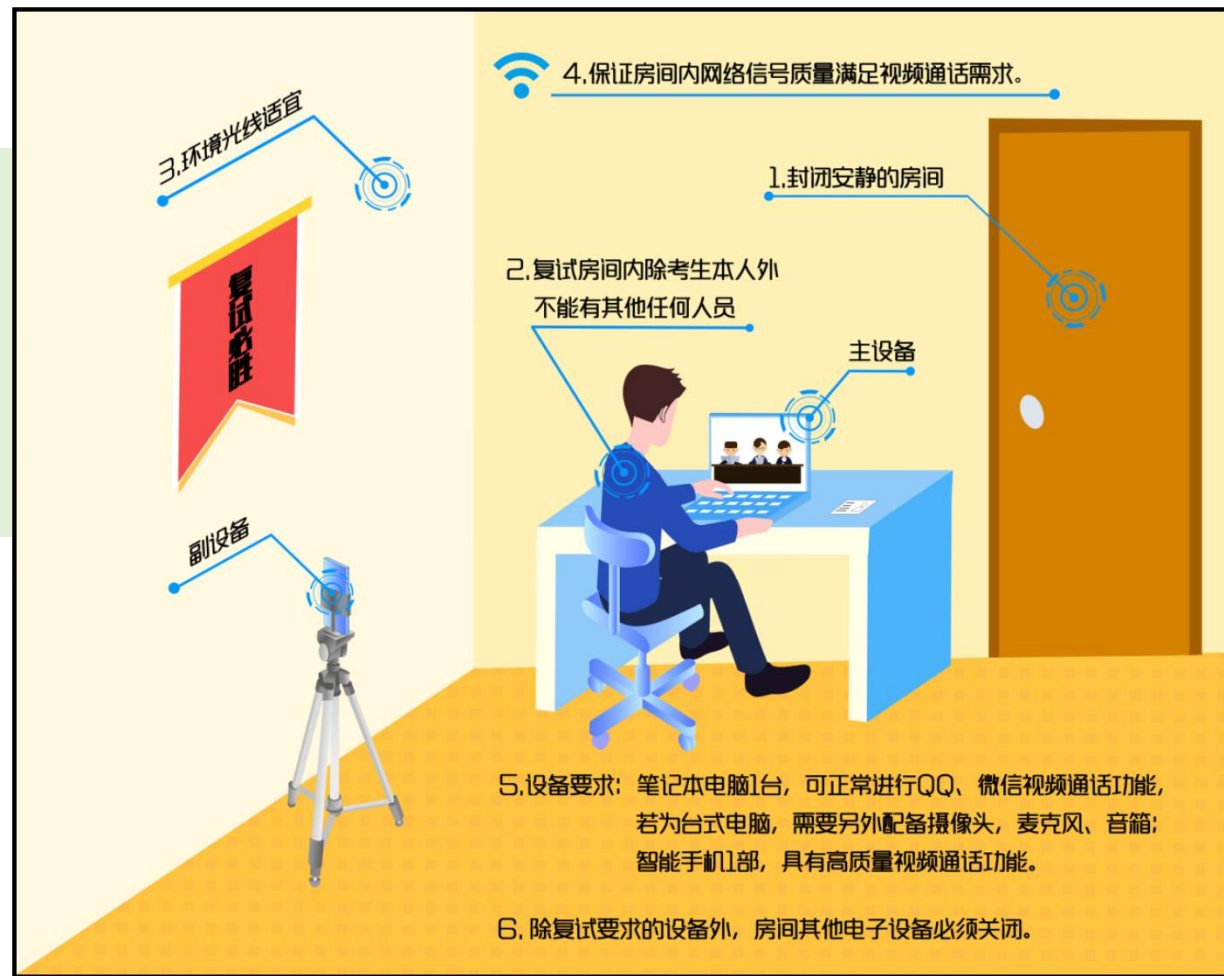 4.保证房间内网络信号质量满足视频通话需求。
3.环境光线适宜
1.封闭安静的房间
2.复试房间内除考生本人外
不能有其他任何人员
复试必胜
主设备
副设备
5.设备要求：笔记本电脑1台，可正常进行QQ、微信视频通话功能，
若为台式电脑，需要另外配备摄像头，麦克风、音箱；
智能手机1部，具有高质量视频通话功能。
6.除复试要求的设备外，房间其他电子设备必须关闭。